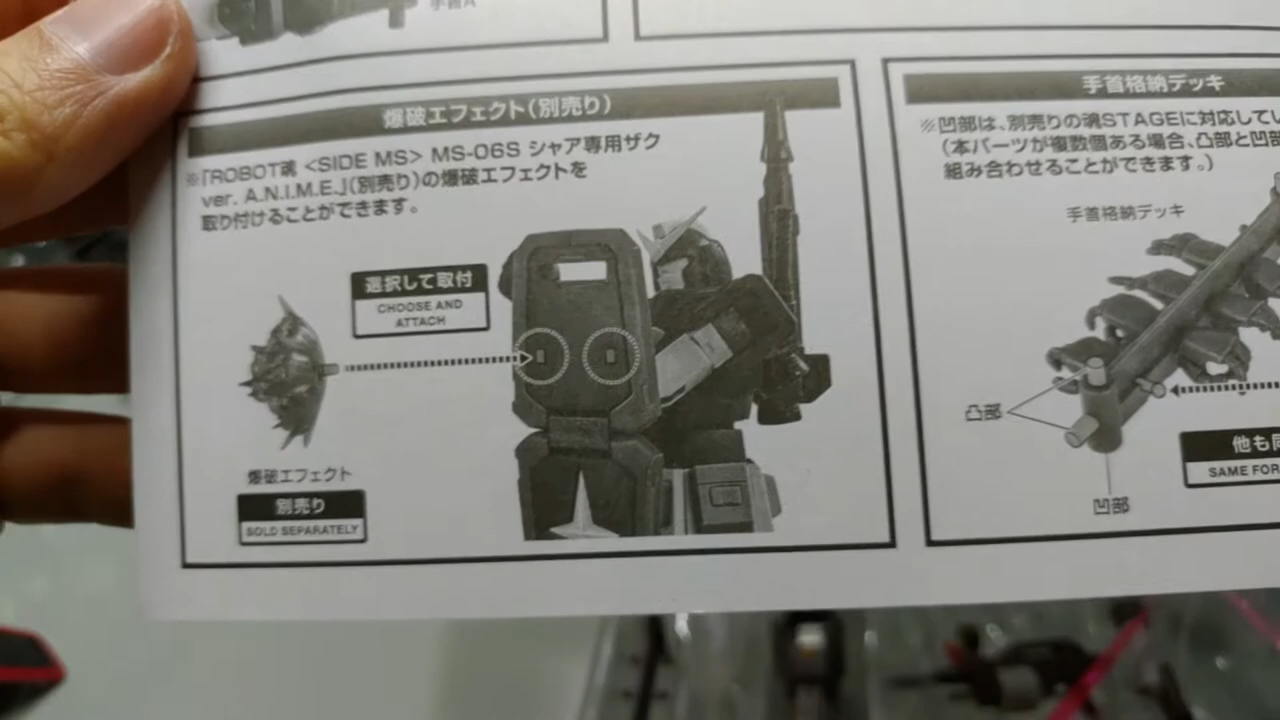 手首A
爆破エフェクト(別売り)
※「ROBOT魂 <SIDE MS> MS-06S シャア専用ザク
ver. A.N.I.M.E.」(別売り)の爆破エフェクトを
取り付けることができます。
選択して取付
CHOOSE AND
ATTACH
爆破エフェクト
別売り
SOLD SEPARATELY
手首格納デッキ
※凹部は、別売りの魂STAGEに対応してい
(本パーツが複数個ある場合、凸部と凹部
組み合わせることができます。)
手首格納デッキ
凸部
他も同
SAME FOR
凹部